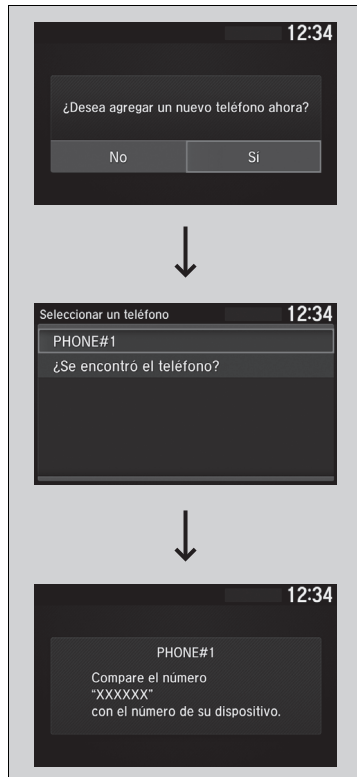 12:34
¿Desea agregar un nuevo teléfono ahora?
No Sí
Seleccionar un teléfono 12:34
PHONE#1
¿Se encontró el teléfono?
12:34
PHONE#1
Compare el número
“XXXXXX”
con el número de su dispositivo.